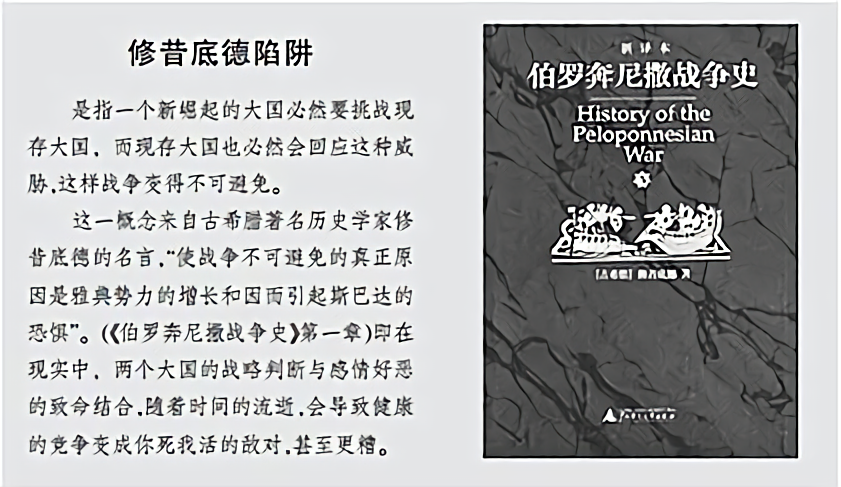 修昔底德陷阱
是指一个新崛起的大国必然要挑战现
存大国，而现存大国也必然会回应这种威
胁,这样战争变得不可避免。
这一概念来自古希腊著名历史学家修
昔底德的名言,“使战争不可避免的真正原
因是雅典势力的增长和因而引起斯巴达的
恐惧”。(《伯罗奔尼撒战争史》第一章)即在
现实中，两个大国的战略判断与感情好恶
的致命结合,随着时间的流逝,会导致健康
的竞争变成你死我活的敌对,甚至更糟。
新译本
伯罗奔尼撒战争史
History of the
Peloponnesian
War